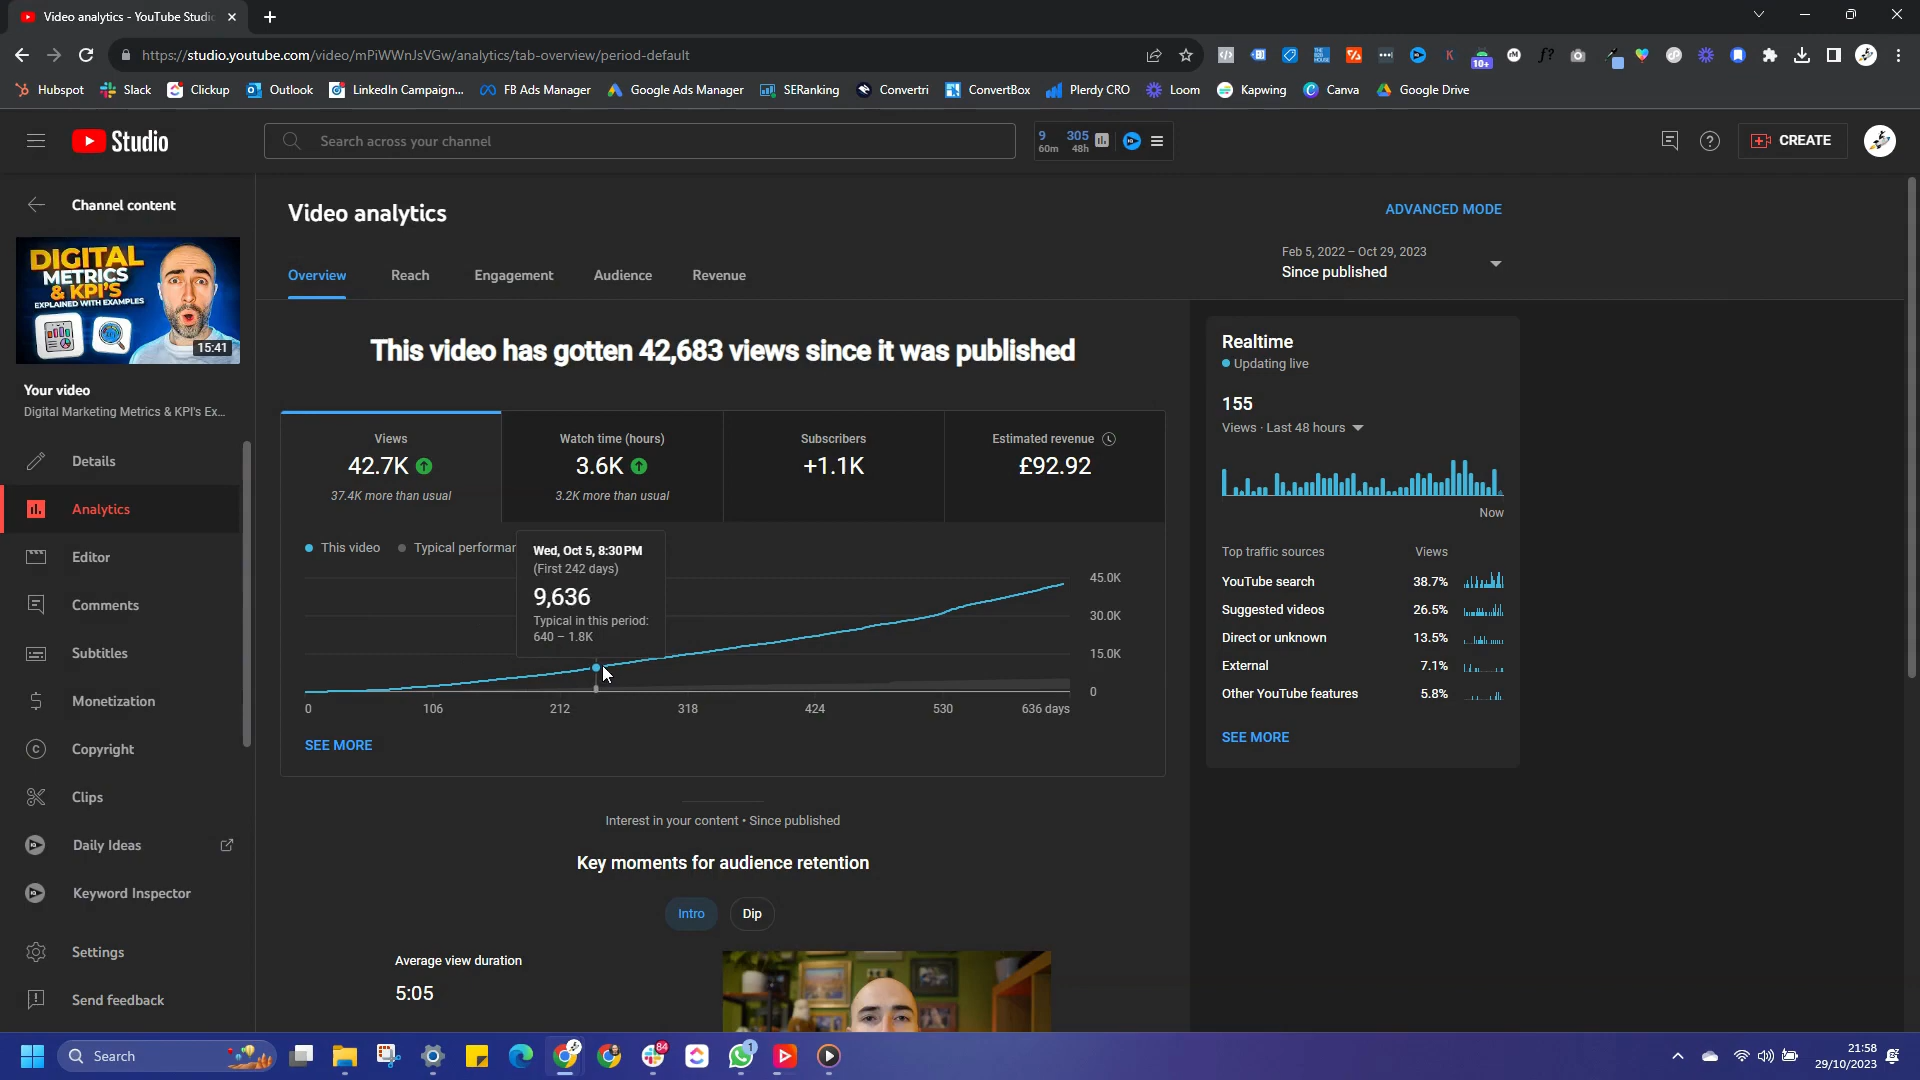 Video analytics - YouTube Studi
https://studio.youtube.com/video/mPiWWnJsVGw/analytics/tab-overview/period-default
10+
Hubspot
Slack
Clickup
Outlook
LinkedIn Campaign...
FB Ads Manager
Google Ads Manager
SERanking
Convertri
ConvertBox
Plerdy CRO
Loom
Kapwing
Canva
Google Drive
Studio
Search across your channel
9 305
60m 48h
CREATE
Channel content
DIGITAL
METRICS
& KPI'S
EXPLAINED WITH EXAMPLES
15:41
Your video
Digital Marketing Metrics & KPI's Ex...
Details
Analytics
Editor
Comments
Subtitles
Monetization
Copyright
Clips
Daily Ideas
Keyword Inspector
Settings
Send feedback
Video analytics
ADVANCED MODE
Overview
Reach
Engagement
Audience
Revenue
Feb 5, 2022 – Oct 29, 2023
Since published
This video has gotten 42,683 views since it was published
Views
42.7K
37.4K more than usual
Watch time (hours)
3.6K
3.2K more than usual
Subscribers
+1.1K
Estimated revenue
£92.92
This video
Typical performan
Wed, Oct 5, 8:30 PM
(First 242 days)
9,636
Typical in this period:
640 – 1.8K
45.0K
30.0K
15.0K
0
0 106 212 318 424 530 636 days
SEE MORE
Interest in your content • Since published
Key moments for audience retention
Intro
Dip
Average view duration
5:05
Realtime
Updating live
155
Views · Last 48 hours
Now
Top traffic sources Views
YouTube search 38.7%
Suggested videos 26.5%
Direct or unknown 13.5%
External 7.1%
Other YouTube features 5.8%
SEE MORE
Search
84
1
21:58
29/10/2023